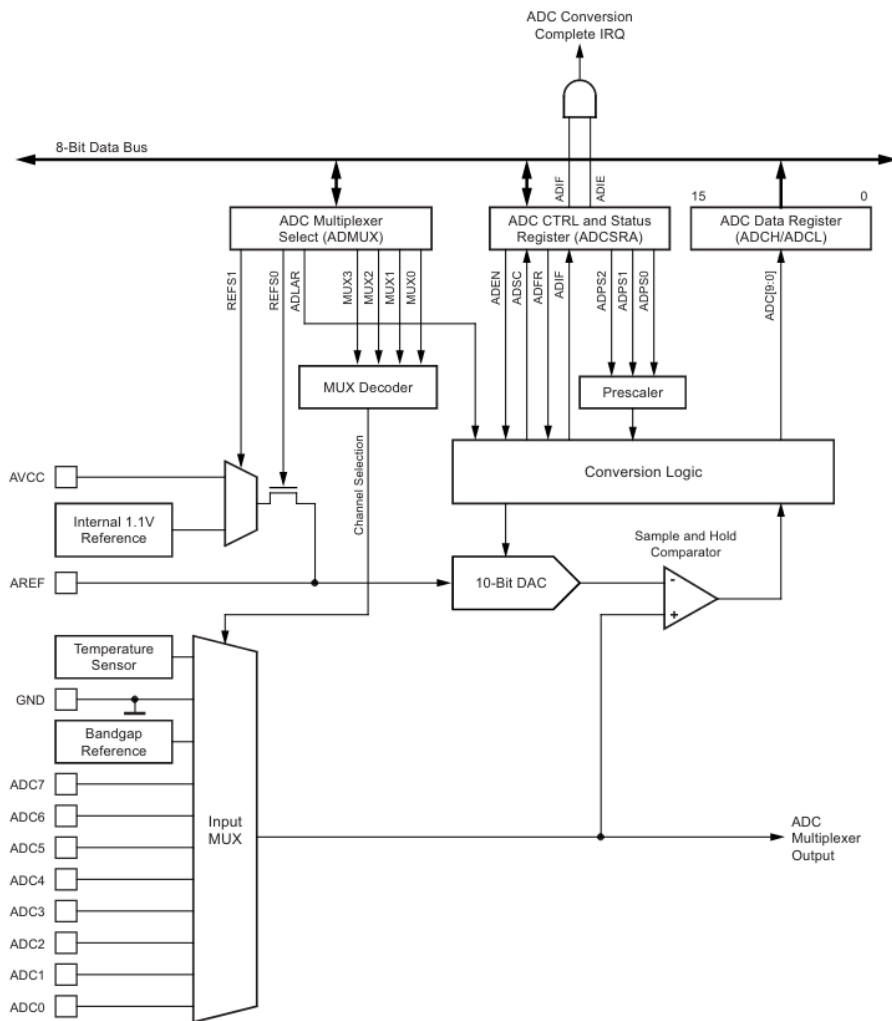 ADC Conversion
Complete IRQ
8-Bit Data Bus
ADIF
ADIE
15
0
ADC Multiplexer
Select (ADMUX)
ADC CTRL and Status
Register (ADCSRA)
ADC Data Register
(ADCH/ADCL)
REFS1
REFS0
ADLAR
MUX3
MUX2
MUX1
MUX0
ADEN
ADSC
ADFR
ADIF
ADPS2
ADPS1
ADPS0
ADC[9:0]
MUX Decoder
Prescaler
Channel Selection
Conversion Logic
AVCC
Internal 1.1V
Reference
Sample and Hold
Comparator
AREF
10-Bit DAC
-
+
Temperature
Sensor
GND
Bandgap
Reference
ADC7
ADC6
ADC5
ADC4
ADC3
ADC2
ADC1
ADC0
Input
MUX
ADC
Multiplexer
Output